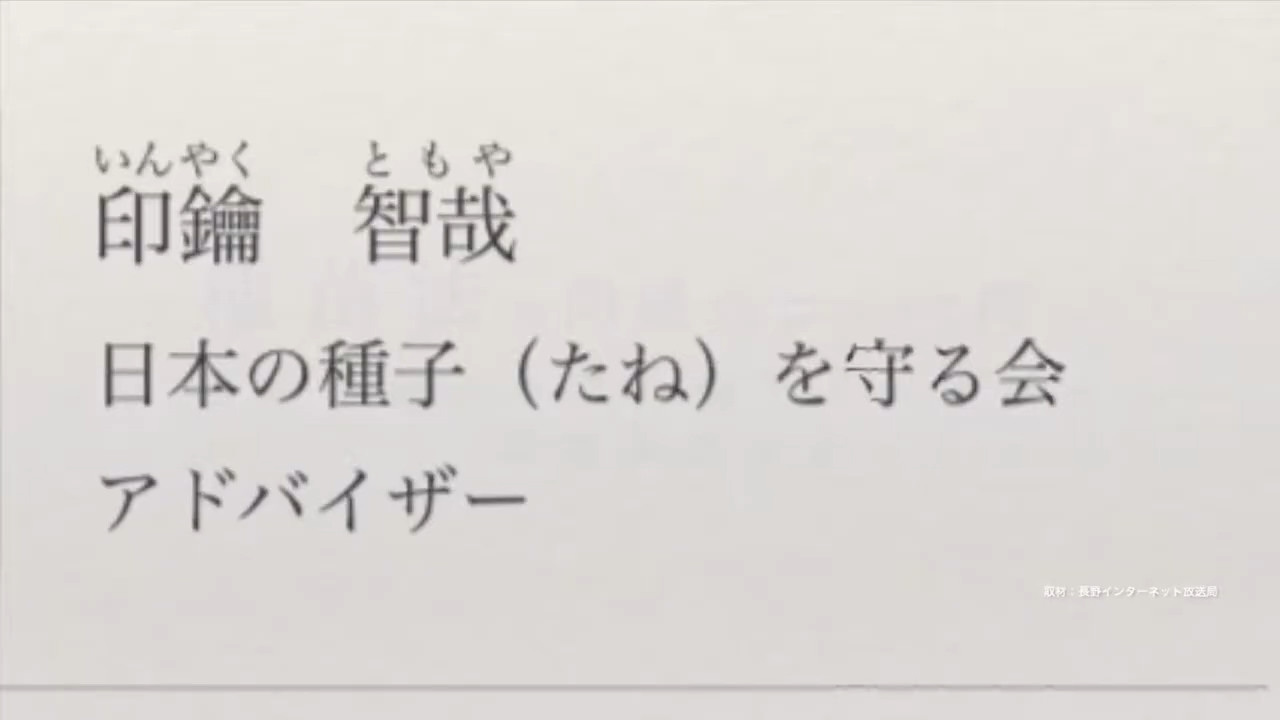 いんやく ともや
印鑰 智哉
日本の種子（たね）を守る会
アドバイザー
取材：長野インターネット放送局